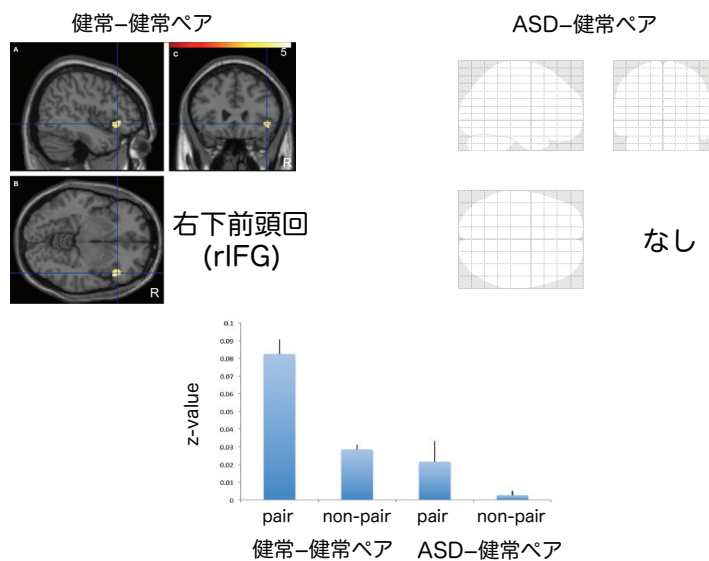 健常–健常ペア
ASD–健常ペア
A
C
5
R
B
R
右下前頭回
(rIFG)
なし
z-value
0.1
0.09
0.08
0.07
0.06
0.05
0.04
0.03
0.02
0.01
0
pair non-pair pair non-pair
健常–健常ペア ASD–健常ペア